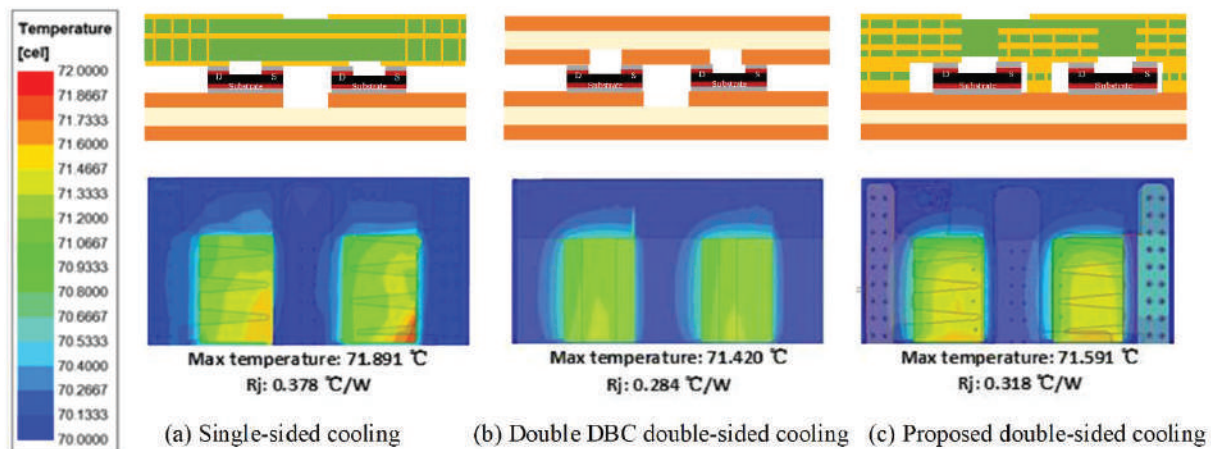 Temperature
[cel]
72.0000
71.8667
71.7333
71.6000
71.4667
71.3333
71.2000
71.0667
70.9333
70.8000
70.6667
70.5333
70.4000
70.2667
70.1333
70.0000
D S D S
Substrate Substrate
D S D S
Substrate Substrate
D S D S
Substrate Substrate
Max temperature: 71.891 ℃
Rj: 0.378 ℃/W
Max temperature: 71.420 ℃
Rj: 0.284 ℃/W
Max temperature: 71.591 ℃
Rj: 0.318 ℃/W
(a) Single-sided cooling
(b) Double DBC double-sided cooling
(c) Proposed double-sided cooling